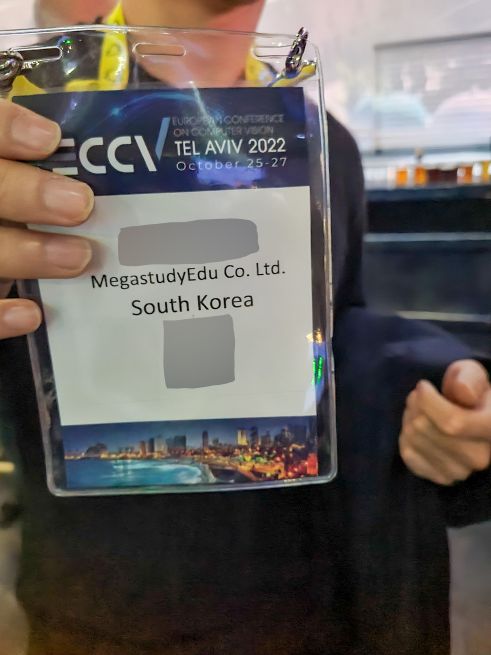 ECCV
EUROPEAN CONFERENCE
ON COMPUTER VISION
TEL AVIV 2022
October 25-27
MegastudyEdu Co. Ltd.
South Korea